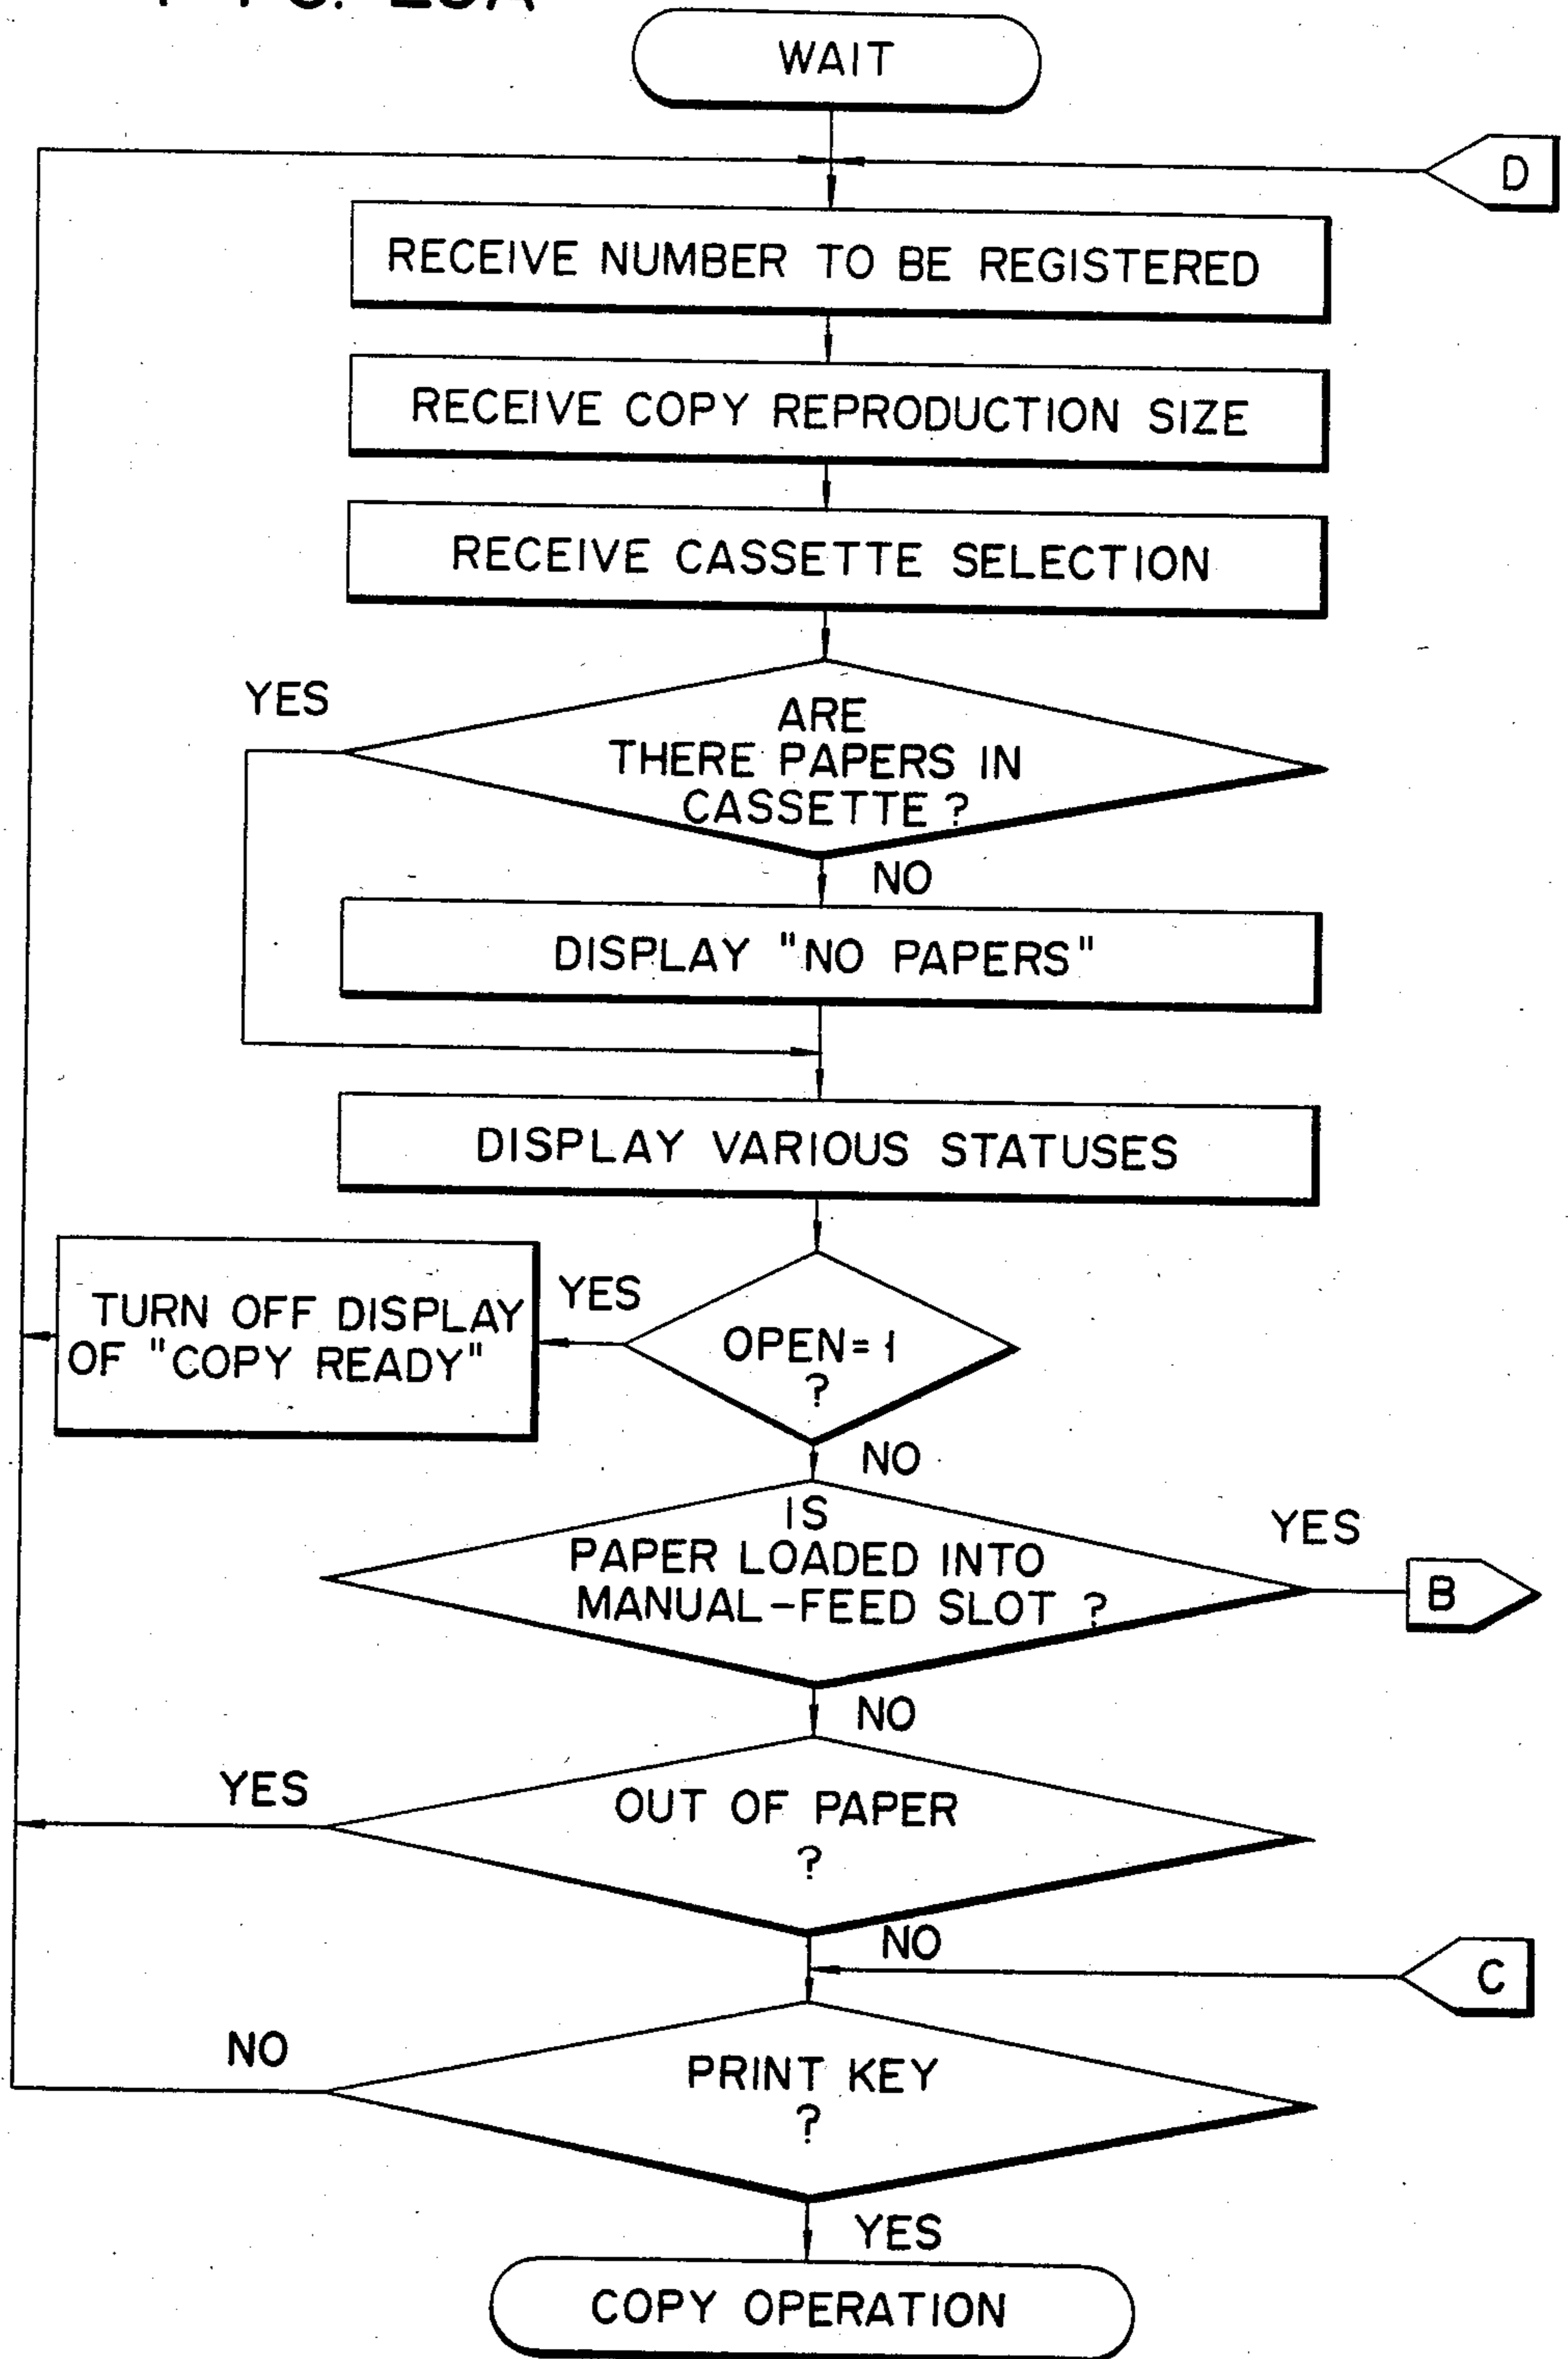 WAIT
D
RECEIVE NUMBER TO BE REGISTERED
RECEIVE COPY REPRODUCTION SIZE
RECEIVE CASSETTE SELECTION
YES
ARE
THERE PAPERS IN
CASSETTE ?
NO
DISPLAY "NO PAPERS"
DISPLAY VARIOUS STATUSES
TURN OFF DISPLAY
OF "COPY READY"
YES
OPEN=1
?
NO
IS
PAPER LOADED INTO
MANUAL-FEED SLOT ?
YES
B
NO
YES
OUT OF PAPER
?
NO
C
NO
PRINT KEY
?
YES
COPY OPERATION